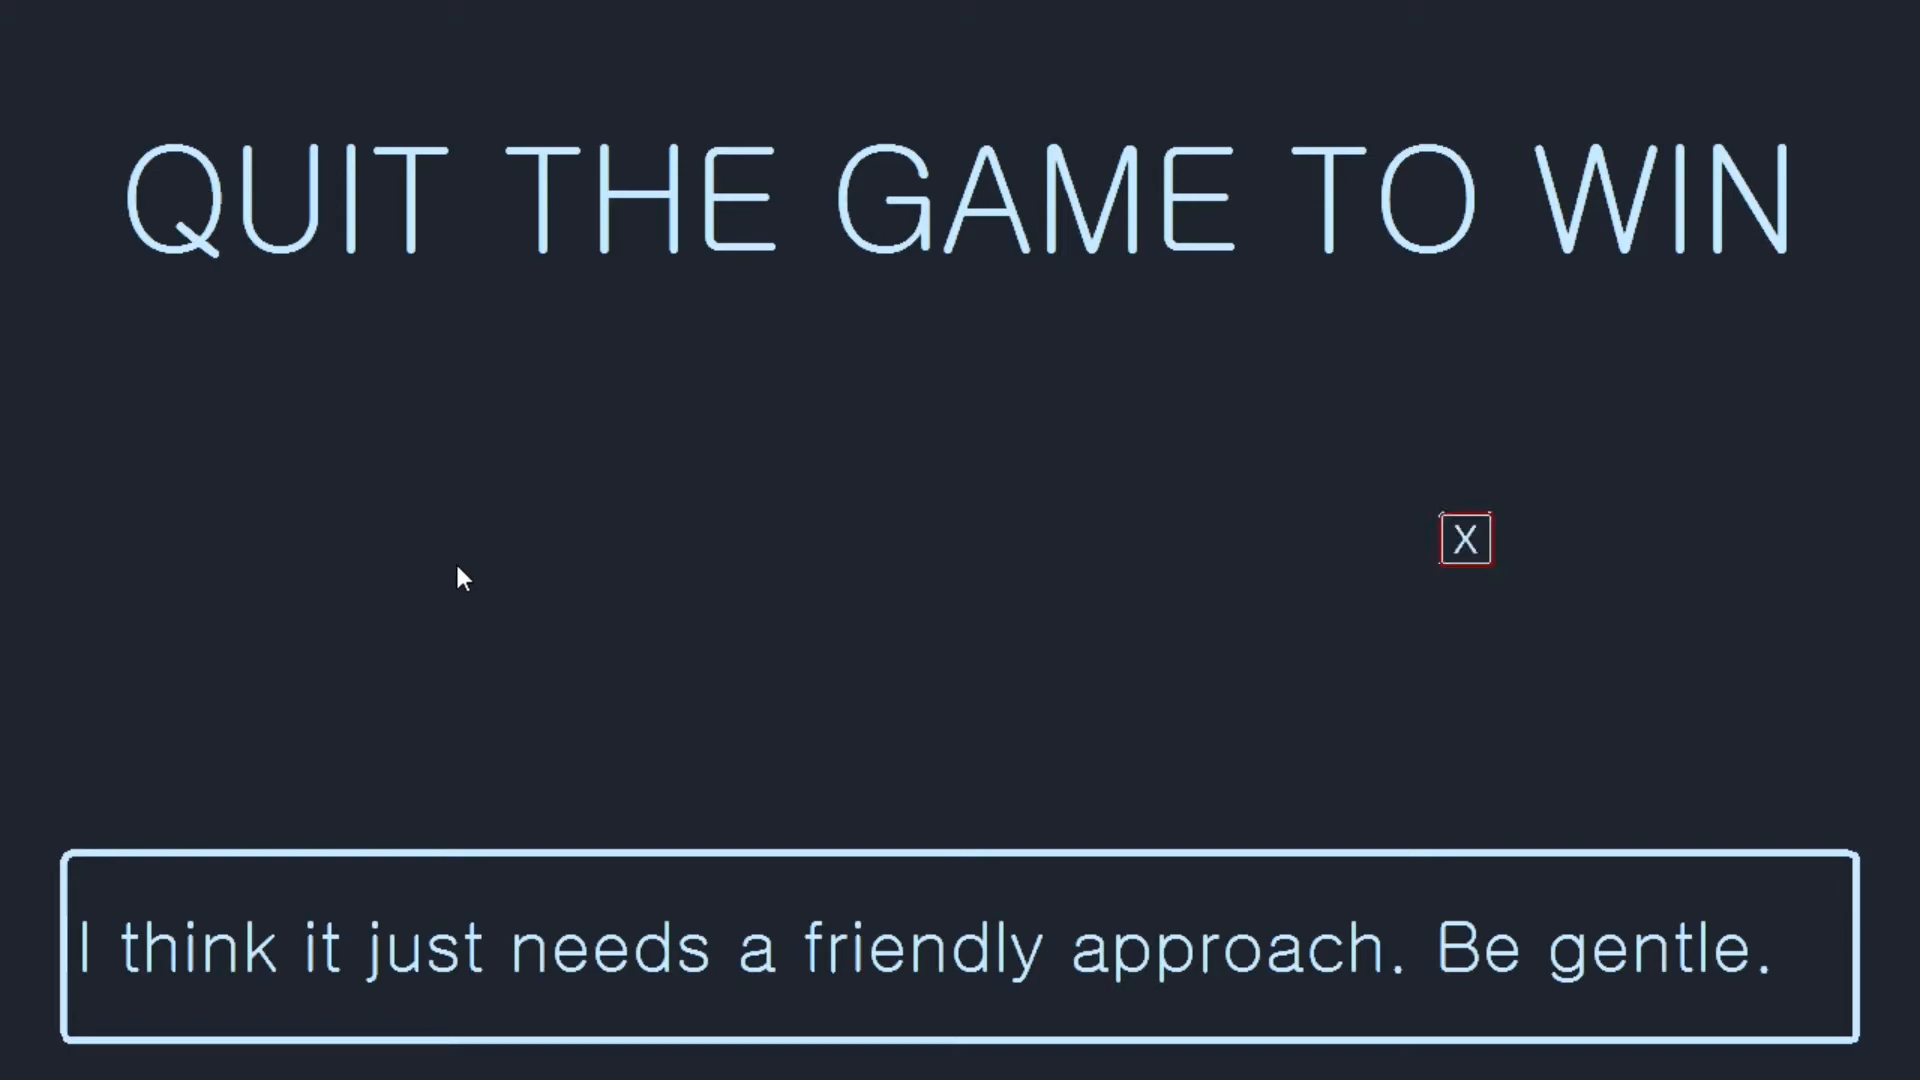 QUIT THE GAME TO WIN
X
I think it just needs a friendly approach. Be gentle.